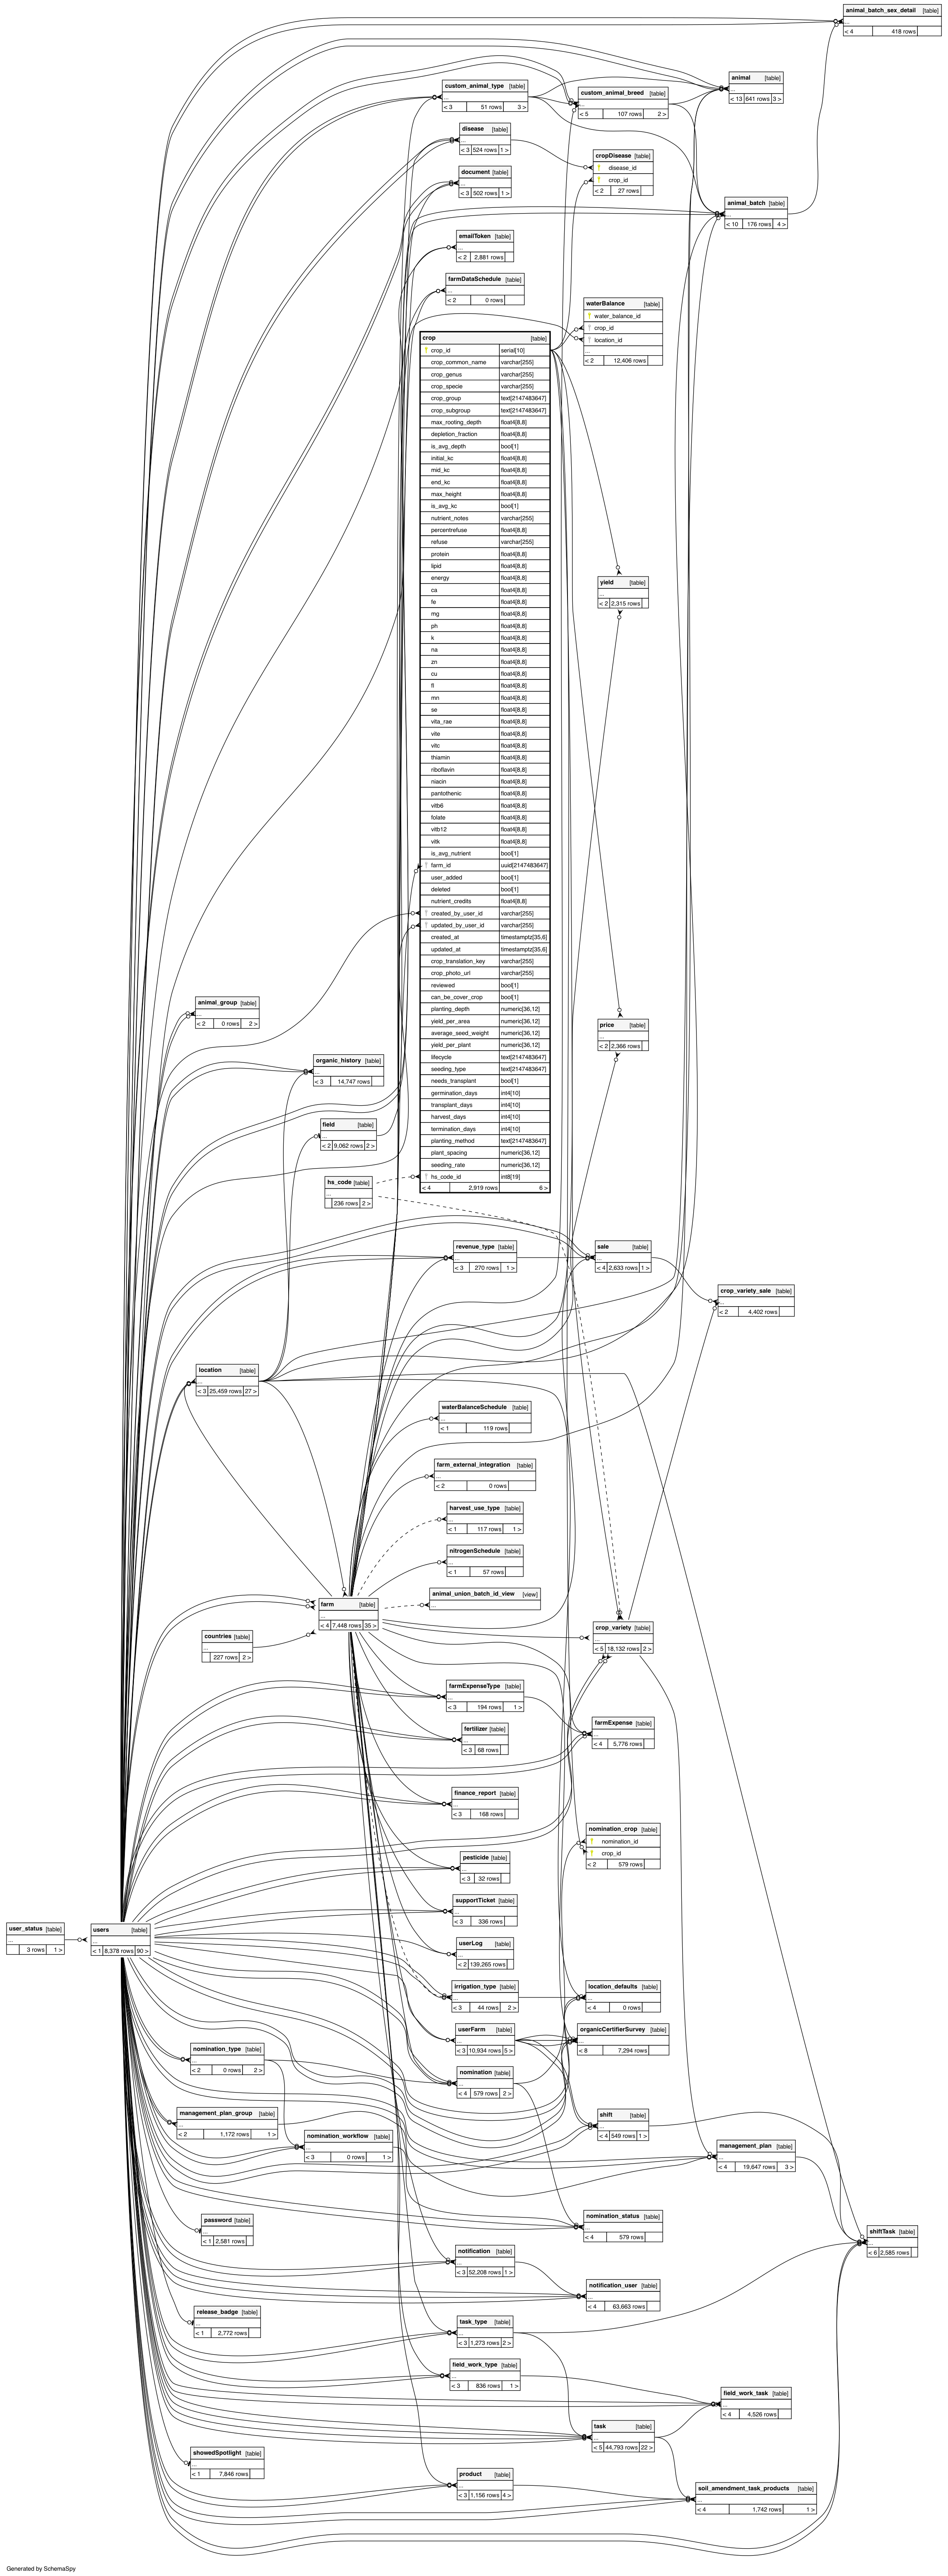 animal_batch_sex_detail [table]
...
< 4 418 rows
animal [table]
...
< 13 641 rows 3 >
custom_animal_type [table]
...
< 3 51 rows 3 >
custom_animal_breed [table]
...
< 5 107 rows 2 >
disease [table]
...
< 3 524 rows 1 >
cropDisease [table]
disease_id
crop_id
< 2 27 rows
document [table]
...
< 3 502 rows 1 >
animal_batch [table]
...
< 10 176 rows 4 >
emailToken [table]
...
< 2 2,881 rows
farmDataSchedule [table]
...
< 2 0 rows
waterBalance [table]
water_balance_id
crop_id
location_id
...
< 2 12,406 rows
crop [table]
crop_id serial[10]
crop_common_name varchar[255]
crop_genus varchar[255]
crop_specie varchar[255]
crop_group text[2147483647]
crop_subgroup text[2147483647]
max_rooting_depth float4[8,8]
depletion_fraction float4[8,8]
is_avg_depth bool[1]
initial_kc float4[8,8]
mid_kc float4[8,8]
end_kc float4[8,8]
max_height float4[8,8]
is_avg_kc bool[1]
nutrient_notes varchar[255]
percentrefuse float4[8,8]
refuse varchar[255]
protein float4[8,8]
lipid float4[8,8]
energy float4[8,8]
ca float4[8,8]
fe float4[8,8]
mg float4[8,8]
ph float4[8,8]
k float4[8,8]
na float4[8,8]
zn float4[8,8]
cu float4[8,8]
fl float4[8,8]
mn float4[8,8]
se float4[8,8]
vita_rae float4[8,8]
vite float4[8,8]
vitc float4[8,8]
thiamin float4[8,8]
riboflavin float4[8,8]
niacin float4[8,8]
pantothenic float4[8,8]
vitb6 float4[8,8]
folate float4[8,8]
vitb12 float4[8,8]
vitk float4[8,8]
is_avg_nutrient bool[1]
farm_id uuid[2147483647]
user_added bool[1]
deleted bool[1]
nutrient_credits float4[8,8]
created_by_user_id varchar[255]
updated_by_user_id varchar[255]
created_at timestamptz[35,6]
updated_at timestamptz[35,6]
crop_translation_key varchar[255]
crop_photo_url varchar[255]
reviewed bool[1]
can_be_cover_crop bool[1]
planting_depth numeric[36,12]
yield_per_area numeric[36,12]
average_seed_weight numeric[36,12]
yield_per_plant numeric[36,12]
lifecycle text[2147483647]
seeding_type text[2147483647]
needs_transplant bool[1]
germination_days int4[10]
transplant_days int4[10]
harvest_days int4[10]
termination_days int4[10]
planting_method text[2147483647]
plant_spacing numeric[36,12]
seeding_rate numeric[36,12]
hs_code_id int8[19]
< 4 2,919 rows 6 >
yield [table]
...
< 2 2,315 rows
animal_group [table]
...
< 2 0 rows 2 >
price [table]
...
< 2 2,366 rows
organic_history [table]
...
< 3 14,747 rows
field [table]
...
< 2 9,062 rows 2 >
hs_code [table]
...
236 rows 2 >
revenue_type [table]
...
< 3 270 rows 1 >
sale [table]
...
< 4 2,633 rows 1 >
crop_variety_sale [table]
...
< 2 4,402 rows
location [table]
...
< 3 25,459 rows 27 >
waterBalanceSchedule [table]
...
< 1 119 rows
farm_external_integration [table]
...
< 2 0 rows
harvest_use_type [table]
...
< 1 117 rows 1 >
nitrogenSchedule [table]
...
< 1 57 rows
animal_union_batch_id_view [view]
...
farm [table]
...
< 4 7,448 rows 35 >
countries [table]
...
227 rows 2 >
crop_variety [table]
...
< 5 18,132 rows 2 >
farmExpenseType [table]
...
< 3 194 rows 1 >
fertilizer [table]
...
< 3 68 rows
farmExpense [table]
...
< 4 5,776 rows
finance_report [table]
...
< 3 168 rows
nomination_crop [table]
nomination_id
crop_id
< 2 579 rows
pesticide [table]
...
< 3 32 rows
supportTicket [table]
...
< 3 336 rows
user_status [table]
...
3 rows 1 >
users [table]
...
< 1 8,378 rows 90 >
userLog [table]
...
< 2 139,265 rows
irrigation_type [table]
...
< 3 44 rows 2 >
location_defaults [table]
...
< 4 0 rows
userFarm [table]
...
< 3 10,934 rows 5 >
organicCertifierSurvey [table]
...
< 8 7,294 rows
nomination_type [table]
...
< 2 0 rows 2 >
nomination [table]
...
< 4 579 rows 2 >
management_plan_group [table]
...
< 2 1,172 rows 1 >
shift [table]
...
< 4 549 rows 1 >
nomination_workflow [table]
...
< 3 0 rows 1 >
management_plan [table]
...
< 4 19,647 rows 3 >
password [table]
...
< 1 2,581 rows
nomination_status [table]
...
< 4 579 rows
shiftTask [table]
...
< 6 2,585 rows
notification [table]
...
< 3 52,208 rows 1 >
notification_user [table]
...
< 4 63,663 rows
release_badge [table]
...
< 1 2,772 rows
task_type [table]
...
< 3 1,273 rows 2 >
field_work_type [table]
...
< 3 836 rows 1 >
field_work_task [table]
...
< 4 4,526 rows
task [table]
...
< 5 44,793 rows 22 >
showedSpotlight [table]
...
< 1 7,846 rows
product [table]
...
< 3 1,156 rows 4 >
soil_amendment_task_products [table]
...
< 4 1,742 rows 1 >
Generated by SchemaSpy